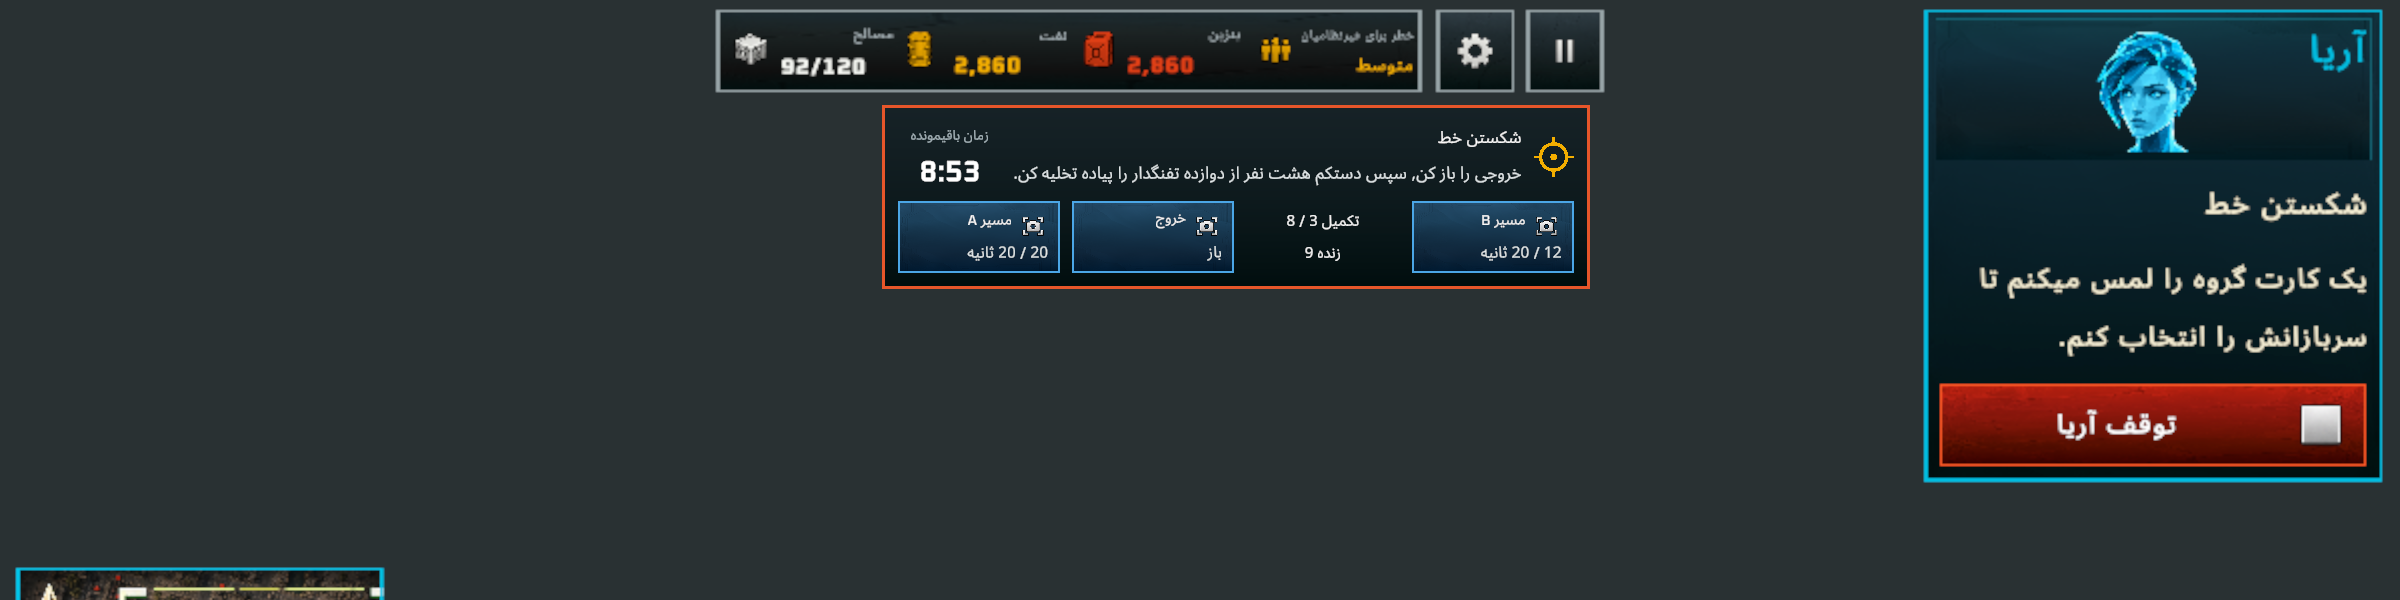 خطر برای غیرنظامیان
متوسط
بنزین
2,860
نفت
2,860
مصالح
92/120
شکستن خط
خروجی را باز کن, سپس دستکم هشت نفر از دوازده تفنگدار را پیاده تخلیه کن.
زمان باقیمونده
8:53
مسیر B
12 / 20 ثانیه
تکمیل 3 / 8
زنده 9
خروج
باز
مسیر A
20 / 20 ثانیه
آریا
شکستن خط
یک کارت گروه را لمس میکنم تا
سربازانش را انتخاب کنم.
توقف آریا